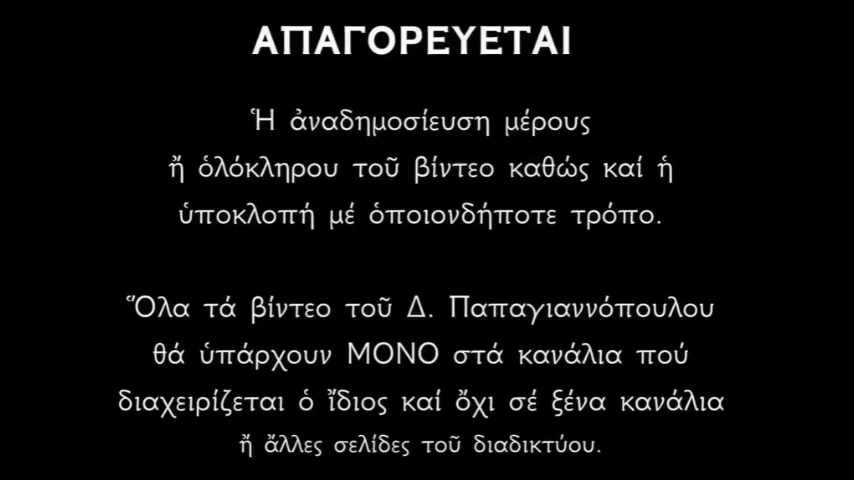 ΑΠΑΓΟΡΕΥΕΤΑΙ
Ἡ ἀναδημοσίευση μέρους
ἤ ὁλόκληρου τοῦ βίντεο καθώς καί ἡ
ὑποκλοπή μέ ὁποιονδήποτε τρόπο.
Ὅλα τά βίντεο τοῦ Δ. Παπαγιαννόπουλου
θά ὑπάρχουν ΜΟΝΟ στά κανάλια πού
διαχειρίζεται ὁ ἴδιος καί ὄχι σέ ξένα κανάλια
ἤ ἄλλες σελίδες τοῦ διαδικτύου.